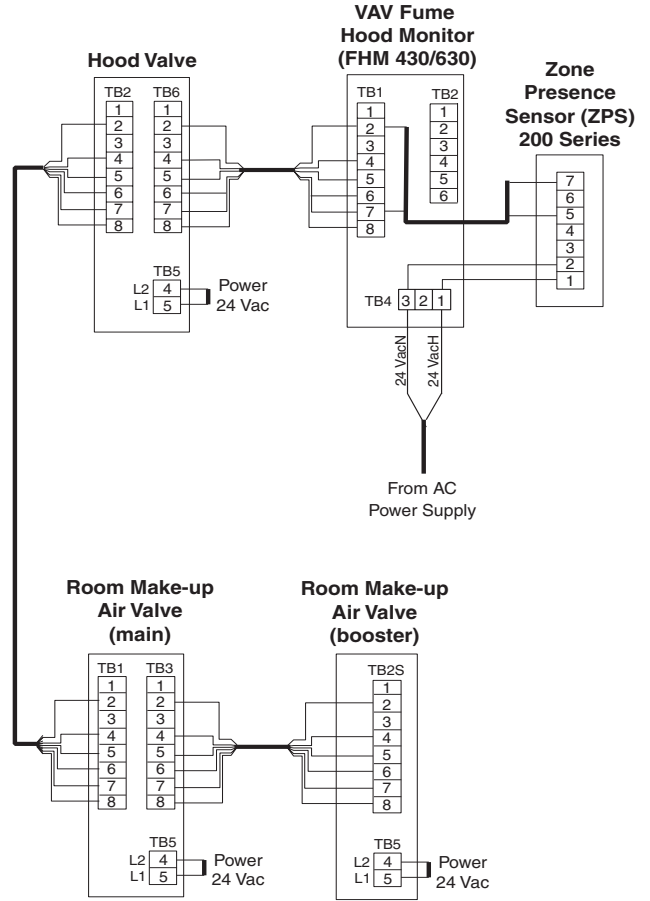 VAV Fume
Hood Monitor
(FHM 430/630)
Hood Valve
Zone
Presence
Sensor (ZPS)
200 Series
TB2 TB6
1 1
2 2
3 3
4 4
5 5
6 6
7 7
8 8
TB5
L2 4
L1 5
Power
24 Vac
TB1 TB2
1 1
2 2
3 3
4 4
5 5
6 6
7
8
TB4 3 2 1
7
6
5
4
3
2
1
24 VacN
24 VacH
From AC
Power Supply
Room Make-up
Air Valve
(main)
Room Make-up
Air Valve
(booster)
TB1 TB3
1 1
2 2
3 3
4 4
5 5
6 6
7 7
8 8
TB5
L2 4
L1 5
Power
24 Vac
TB2S
1
2
3
4
5
6
7
8
TB5
L2 4
L1 5
Power
24 Vac